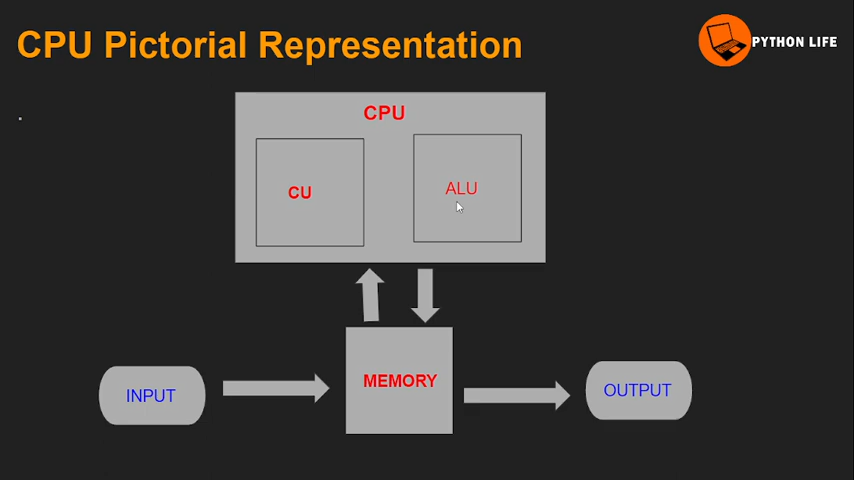 CPU Pictorial Representation
PYTHON LIFE
.
CPU
CU
ALU
MEMORY
INPUT
OUTPUT